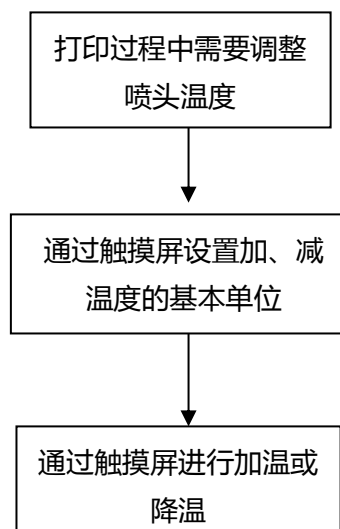 打印过程中需要调整
喷头温度
通过触摸屏设置加、减
温度的基本单位
通过触摸屏进行加温或
降温